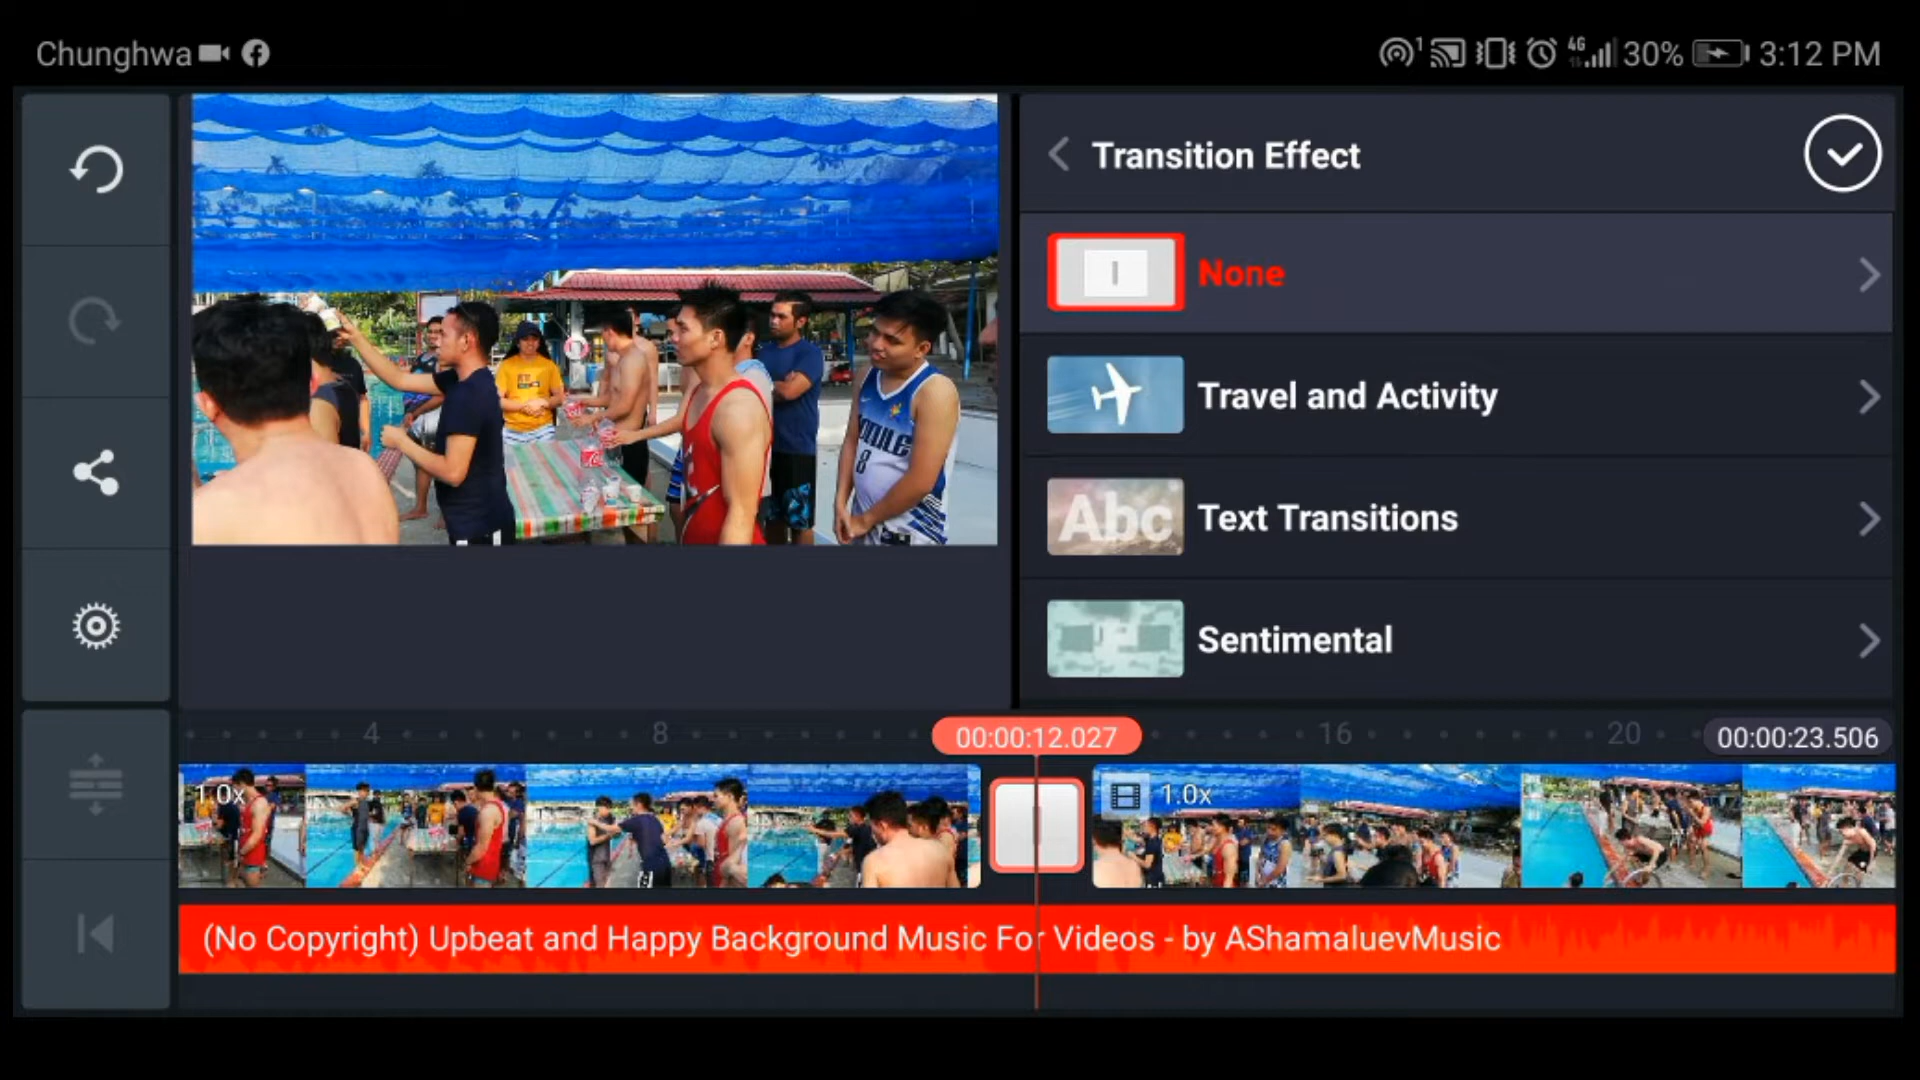 Chunghwa
1 4G 30% 3:12 PM
Transition Effect
None
Travel and Activity
Abc Text Transitions
Sentimental
4 8 00:00:12.027 16 20 00:00:23.506
1.0x 1.0x
(No Copyright) Upbeat and Happy Background Music For Videos - by AShamaluevMusic